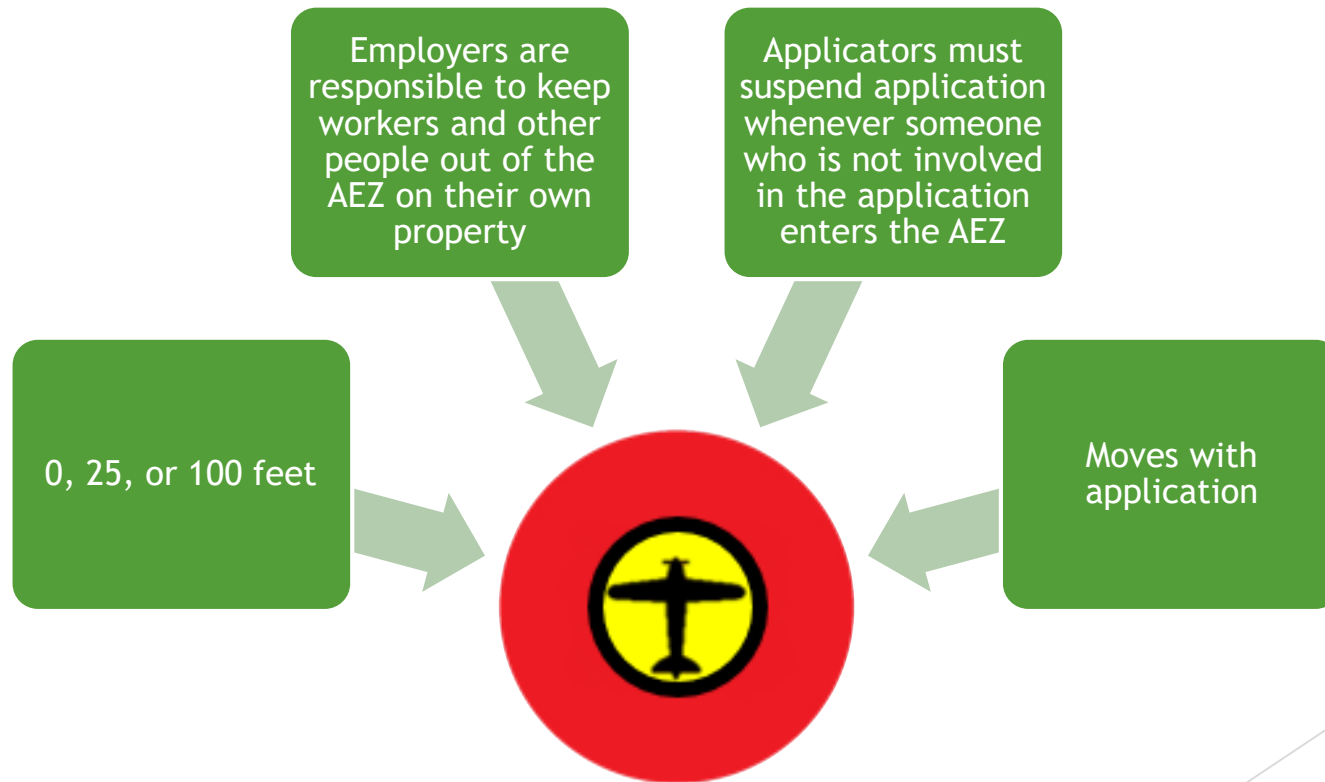 Employers are
responsible to keep
workers and other
people out of the
AEZ on their own
property
Applicators must
suspend application
whenever someone
who is not involved
in the application
enters the AEZ
0, 25, or 100 feet
Moves with
application